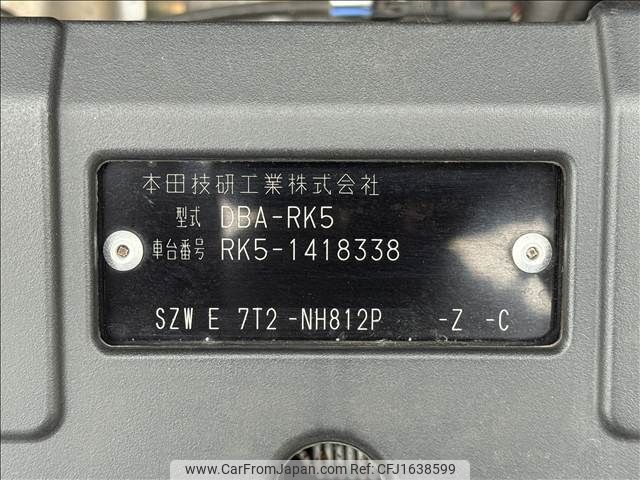 本田技研工業株式会社
型式 DBA-RK5
車台番号 RK5-1418338
SZW E 7T2 -NH812P -Z -C
www.CarFromJapan.com CFJ1638599